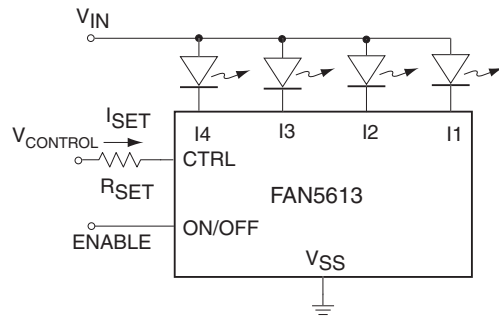 VIN
I4 I3 I2 I1
ISET
VCONTROL
CTRL
RSET
FAN5613
ON/OFF
ENABLE
VSS